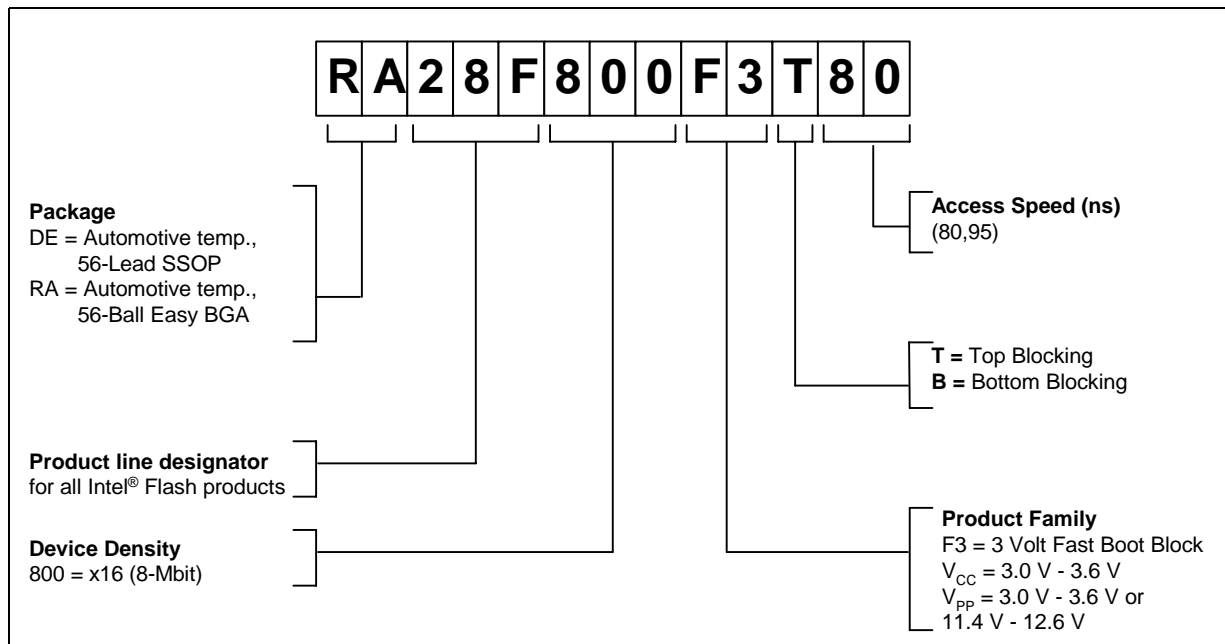 RA28F800F3T80
Package
DE = Automotive temp.,
56-Lead SSOP
RA = Automotive temp.,
56-Ball Easy BGA
Product line designator
for all Intel® Flash products
Device Density
800 = x16 (8-Mbit)
Access Speed (ns)
(80,95)
T = Top Blocking
B = Bottom Blocking
Product Family
F3 = 3 Volt Fast Boot Block
VCC = 3.0 V - 3.6 V
VPP = 3.0 V - 3.6 V or
11.4 V - 12.6 V